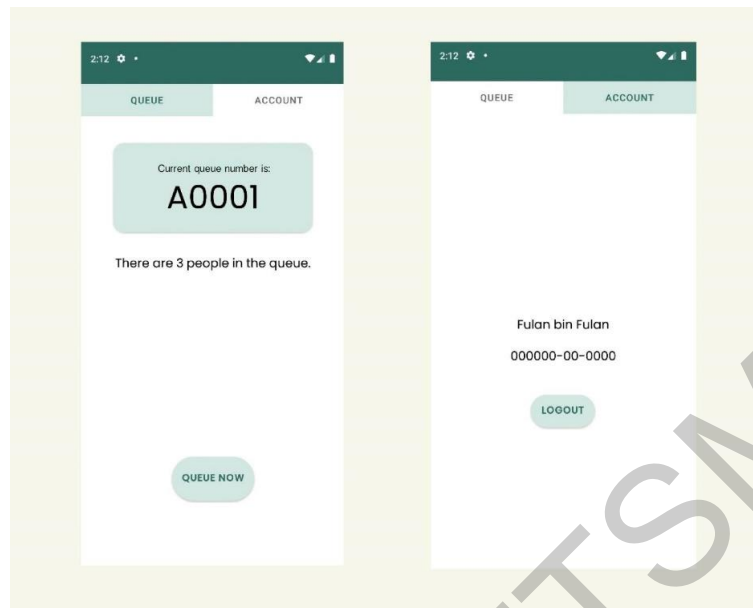 2:12
QUEUE ACCOUNT
Current queue number is:
A0001
There are 3 people in the queue.
QUEUE NOW
2:12
QUEUE ACCOUNT
Fulan bin Fulan
000000-00-0000
LOGOUT